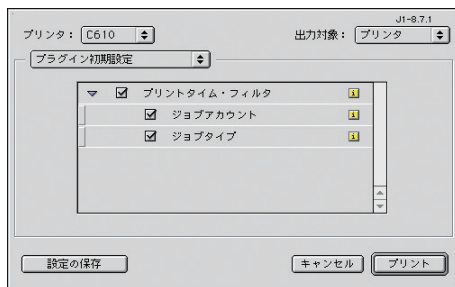 J1-8.7.1
プリンタ： C610 出力対象： プリンタ
プラグイン初期設定
プリントタイム・フィルタ
ジョブアカウント
ジョブタイプ
設定の保存 キャンセル プリント